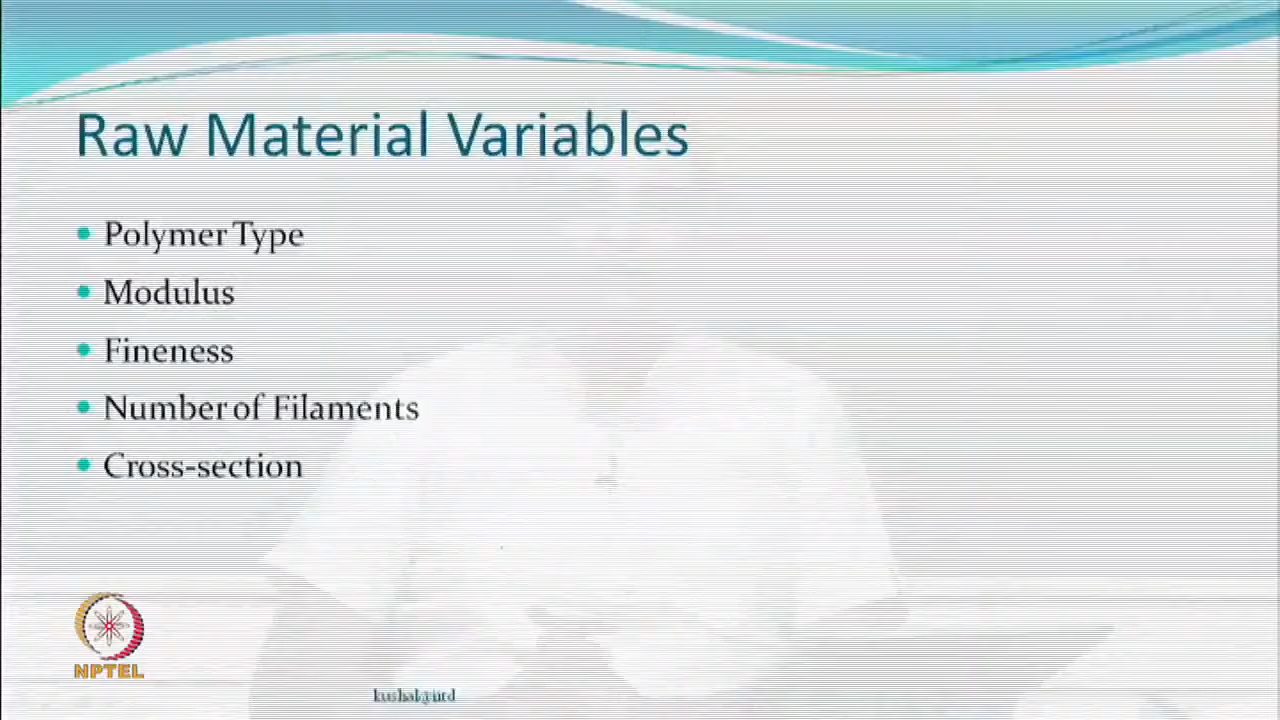 Raw Material Variables
Polymer Type
Modulus
Fineness
Number of Filaments
Cross-section
NPTEL